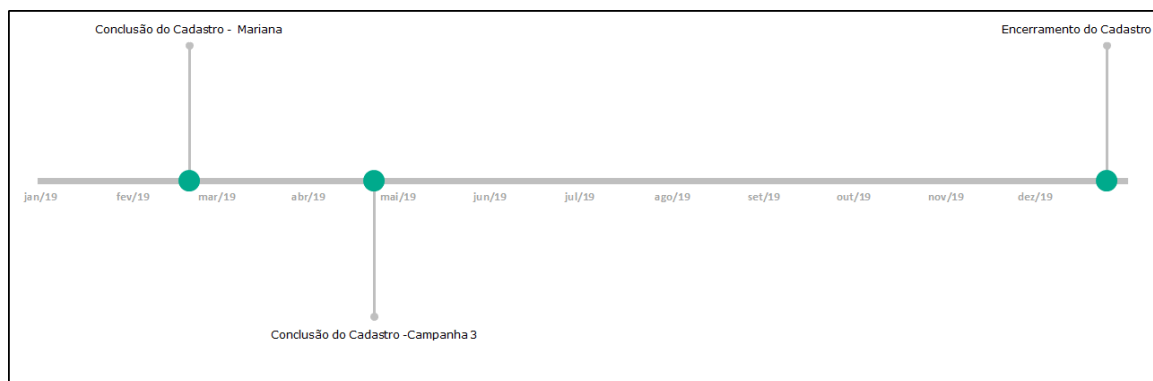 Conclusão do Cadastro - Mariana
Encerramento do Cadastro
jan/19 fev/19 mar/19 abr/19 mai/19 jun/19 jul/19 ago/19 set/19 out/19 nov/19 dez/19
Conclusão do Cadastro -Campanha 3